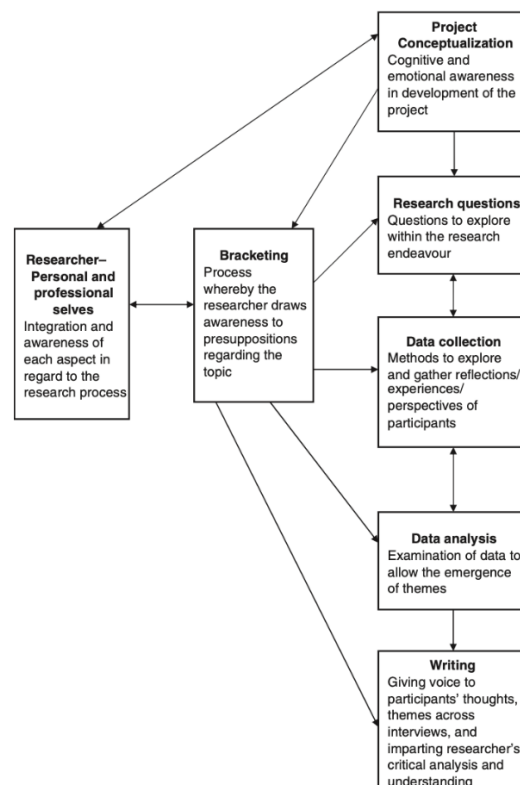 Project
Conceptualization
Cognitive and
emotional awareness
in development of the
project
Research questions
Questions to explore
within the research
endeavour
Researcher–
Personal and
professional
selves
Integration and
awareness of
each aspect in
regard to the
research process
Bracketing
Process
whereby the
researcher draws
awareness to
presuppositions
regarding the
topic
Data collection
Methods to explore
and gather reflections/
experiences/
perspectives of
participants
Data analysis
Examination of data to
allow the emergence
of themes
Writing
Giving voice to
participants’ thoughts,
themes across
interviews, and
imparting researcher’s
critical analysis and
understanding